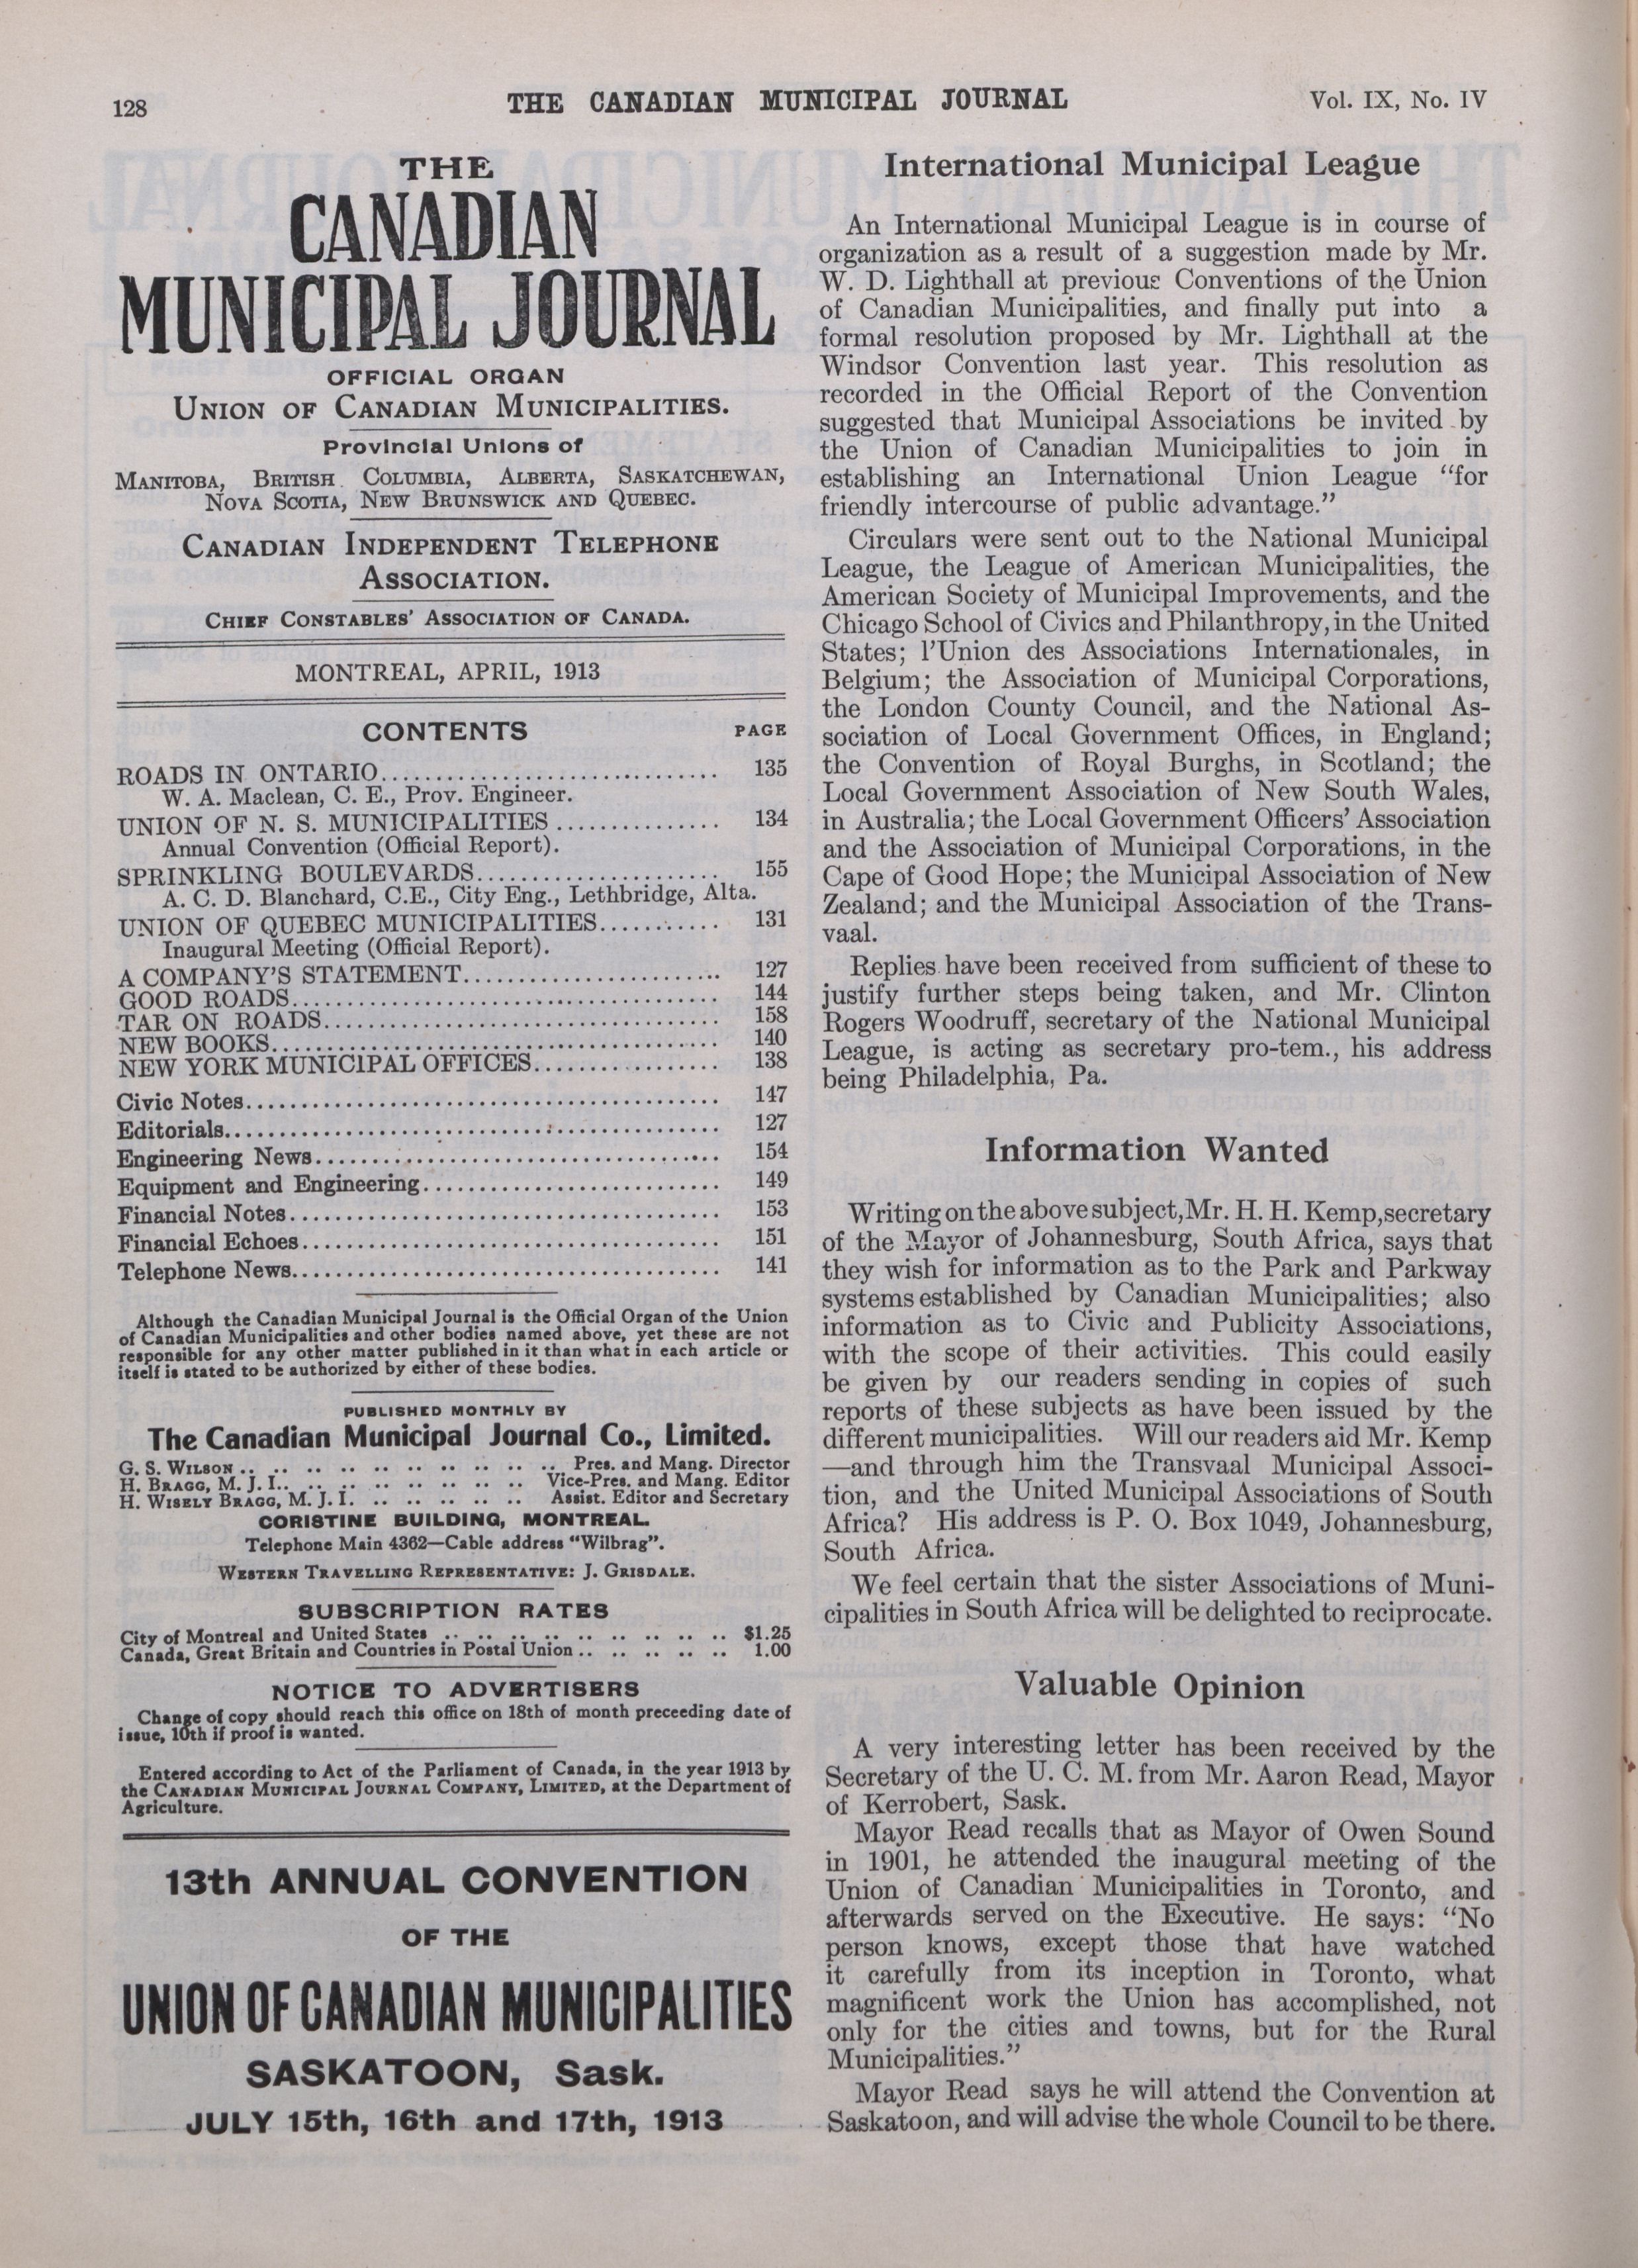 128
THE CANADIAN MUNICIPAL JOURNAL
Vol. IX, No. IV
THE
CANADIAN
MUNICIPAL JOURNAL
OFFICIAL ORGAN
UNION OF CANADIAN MUNICIPALITIES.
Provincial Unions of
MANITOBA, BRITISH COLUMBIA, ALBERTA, SASKATCHEWAN,
NOVA SCOTIA, NEW BRUNSWICK AND QUEBEC.
CANADIAN INDEPENDENT TELEPHONE
ASSOCIATION.
CHIEF CONSTABLES' ASSOCIATION OF CANADA.
MONTREAL, APRIL, 1913
CONTENTS PAGE
ROADS IN ONTARIO.............................. 135
W. A. Maclean, C. E., Prov. Engineer.
UNION OF N. S. MUNICIPALITIES ............... 134
Annual Convention (Official Report).
SPRINKLING BOULEVARDS...................... 155
A. C. D. Blanchard, C.E., City Eng., Lethbridge, Alta.
UNION OF QUEBEC MUNICIPALITIES........... 131
Inaugural Meeting (Official Report).
A COMPANY'S STATEMENT....................... 127
GOOD ROADS...................................... 144
TAR ON ROADS................................... 158
NEW BOOKS........................................ 140
NEW YORK MUNICIPAL OFFICES................. 138
Civic Notes.......................................... 147
Editorials............................................ 127
Engineering News.................................... 154
Equipment and Engineering........................... 149
Financial Notes....................................... 153
Financial Echoes..................................... 151
Telephone News...................................... 141
Although the Canadian Municipal Journal is the Official Organ of the Union
of Canadian Municipalities and other bodies named above, yet these are not
responsible for any other matter published in it than what in each article or
itself is stated to be authorized by either of these bodies.
PUBLISHED MONTHLY BY
The Canadian Municipal Journal Co., Limited.
G. S. WILSON .. .. .. .. .. .. .. .. .. .. .. Pres. and Mang. Director
H. BRAGG, M. J. I.. .. .. .. .. .. .. .. .. Vice-Pres. and Mang. Editor
H. WISELY BRAGG, M. J. I. .. .. .. .. .. .. Assist. Editor and Secretary
CORISTINE BUILDING, MONTREAL.
Telephone Main 4362—Cable address "Wilbrag".
WESTERN TRAVELLING REPRESENTATIVE: J. GRISDALE.
SUBSCRIPTION RATES
City of Montreal and United States .. .. .. .. .. .. .. .. .. $1.25
Canada, Great Britain and Countries in Postal Union .. .. .. .. .. 1.00
NOTICE TO ADVERTISERS
Change of copy should reach this office on 18th of month preceeding date of
issue, 10th if proof is wanted.
Entered according to Act of the Parliament of Canada, in the year 1913 by
the CANADIAN MUNICIPAL JOURNAL COMPANY, LIMITED, at the Department of
Agriculture.
13th ANNUAL CONVENTION
OF THE
UNION OF CANADIAN MUNICIPALITIES
SASKATOON, Sask.
JULY 15th, 16th and 17th, 1913
International Municipal League
An International Municipal League is in course of
organization as a result of a suggestion made by Mr.
W. D. Lighthall at previous Conventions of the Union
of Canadian Municipalities, and finally put into a
formal resolution proposed by Mr. Lighthall at the
Windsor Convention last year. This resolution as
recorded in the Official Report of the Convention
suggested that Municipal Associations be invited by
the Union of Canadian Municipalities to join in
establishing an International Union League "for
friendly intercourse of public advantage."
Circulars were sent out to the National Municipal
League, the League of American Municipalities, the
American Society of Municipal Improvements, and the
Chicago School of Civics and Philanthropy, in the United
States; l'Union des Associations Internationales, in
Belgium; the Association of Municipal Corporations,
the London County Council, and the National As-
sociation of Local Government Offices, in England;
the Convention of Royal Burghs, in Scotland; the
Local Government Association of New South Wales,
in Australia; the Local Government Officers' Association
and the Association of Municipal Corporations, in the
Cape of Good Hope; the Municipal Association of New
Zealand; and the Municipal Association of the Trans-
vaal.
Replies have been received from sufficient of these to
justify further steps being taken, and Mr. Clinton
Rogers Woodruff, secretary of the National Municipal
League, is acting as secretary pro-tem., his address
being Philadelphia, Pa.
Information Wanted
Writing on the above subject, Mr. H. H. Kemp, secretary
of the Mayor of Johannesburg, South Africa, says that
they wish for information as to the Park and Parkway
systems established by Canadian Municipalities; also
information as to Civic and Publicity Associations,
with the scope of their activities. This could easily
be given by our readers sending in copies of such
reports of these subjects as have been issued by the
different municipalities. Will our readers aid Mr. Kemp
—and through him the Transvaal Municipal Associ-
tion, and the United Municipal Associations of South
Africa? His address is P. O. Box 1049, Johannesburg,
South Africa.
We feel certain that the sister Associations of Muni-
cipalities in South Africa will be delighted to reciprocate.
Valuable Opinion
A very interesting letter has been received by the
Secretary of the U. C. M. from Mr. Aaron Read, Mayor
of Kerrobert, Sask.
Mayor Read recalls that as Mayor of Owen Sound
in 1901, he attended the inaugural meeting of the
Union of Canadian Municipalities in Toronto, and
afterwards served on the Executive. He says: "No
person knows, except those that have watched
it carefully from its inception in Toronto, what
magnificent work the Union has accomplished, not
only for the cities and towns, but for the Rural
Municipalities."
Mayor Read says he will attend the Convention at
Saskatoon, and will advise the whole Council to be there.